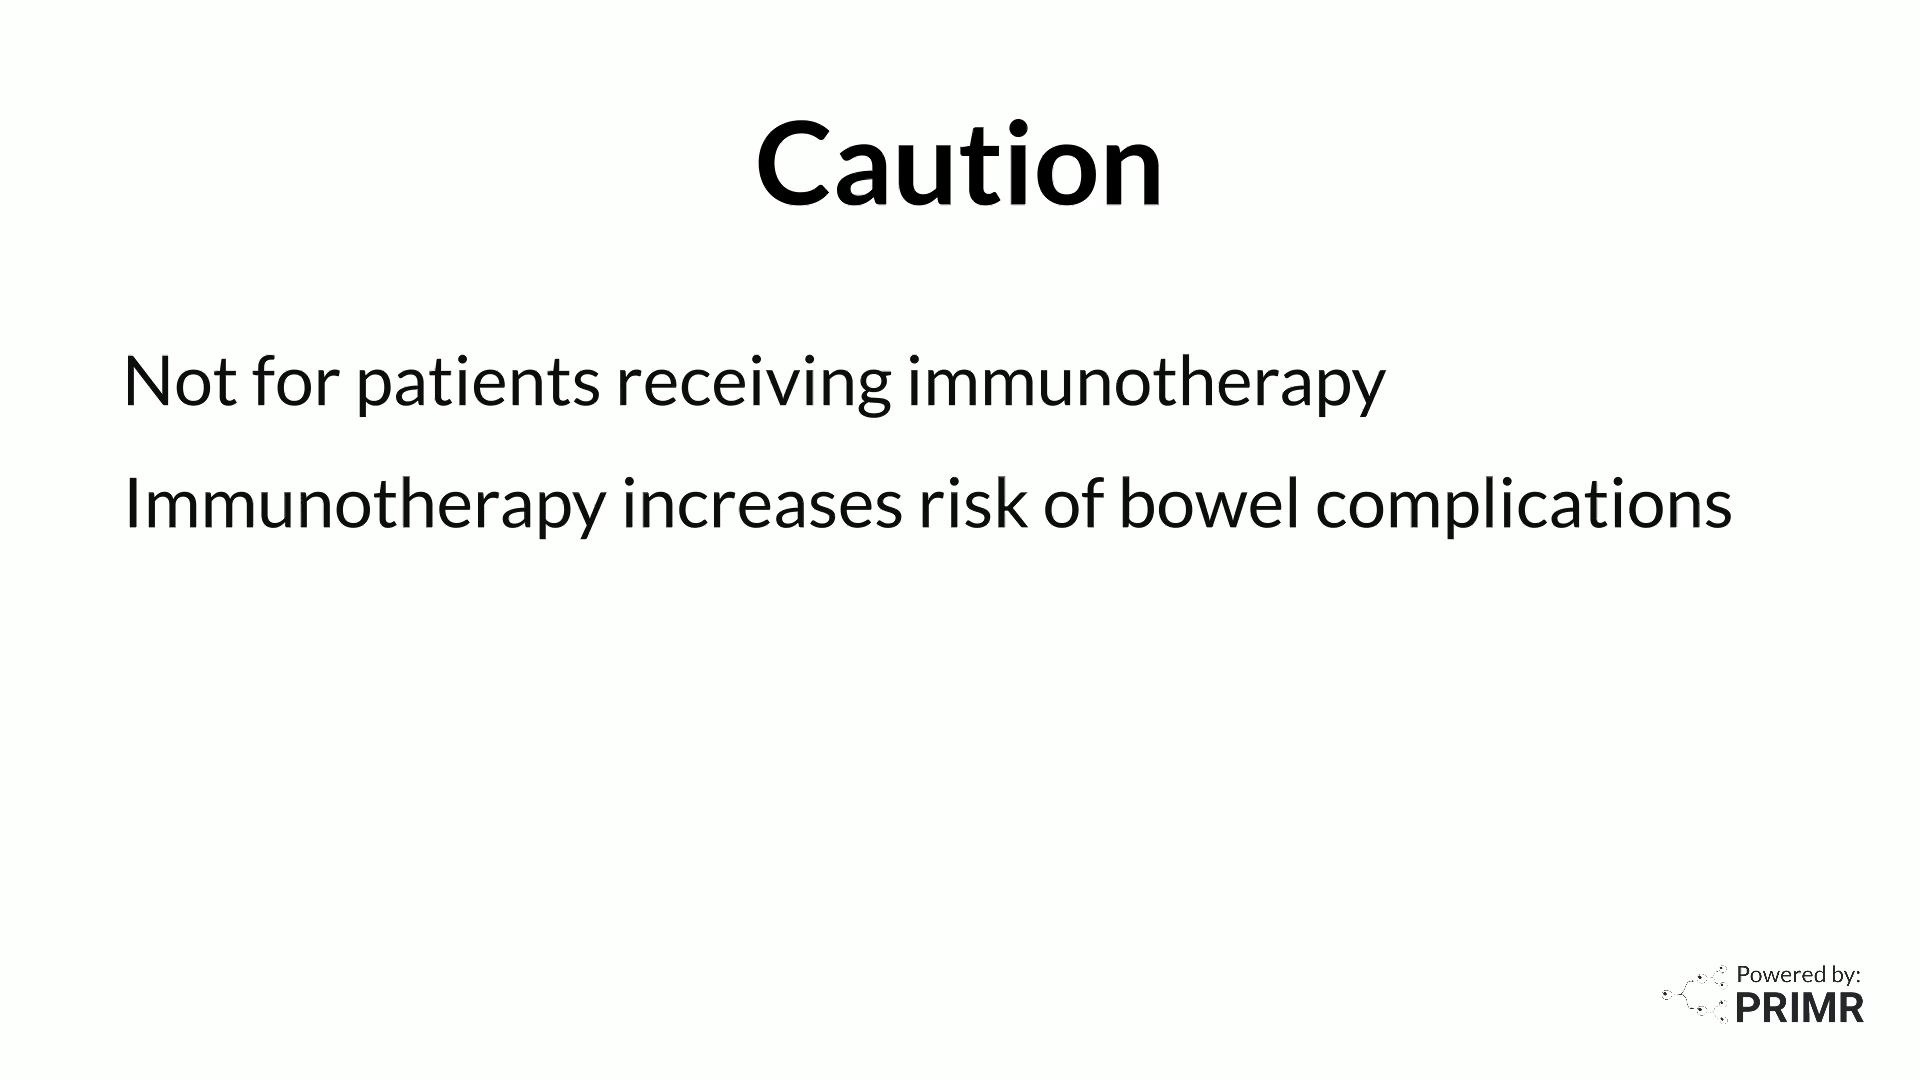 Caution
Not for patients receiving immunotherapy
Immunotherapy increases risk of bowel complications
Powered by:
PRIMR